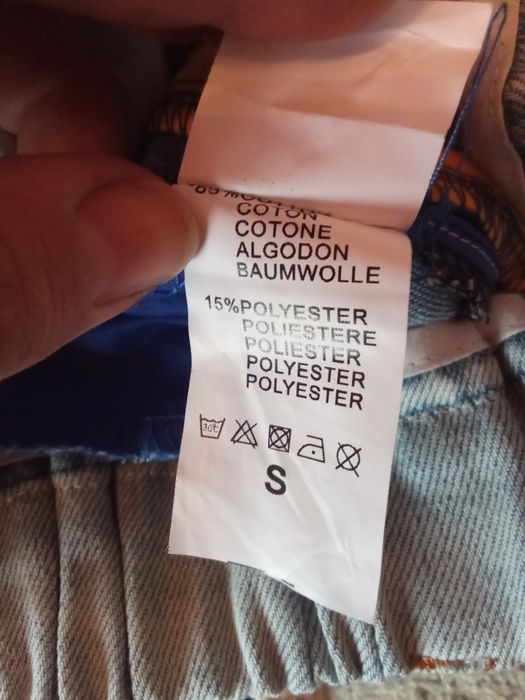 COTON
COTONE
ALGODON
BAUMWOLLE
15%POLYESTER
POLIESTERE
POLIESTER
POLYESTER
POLYESTER
30°C
S